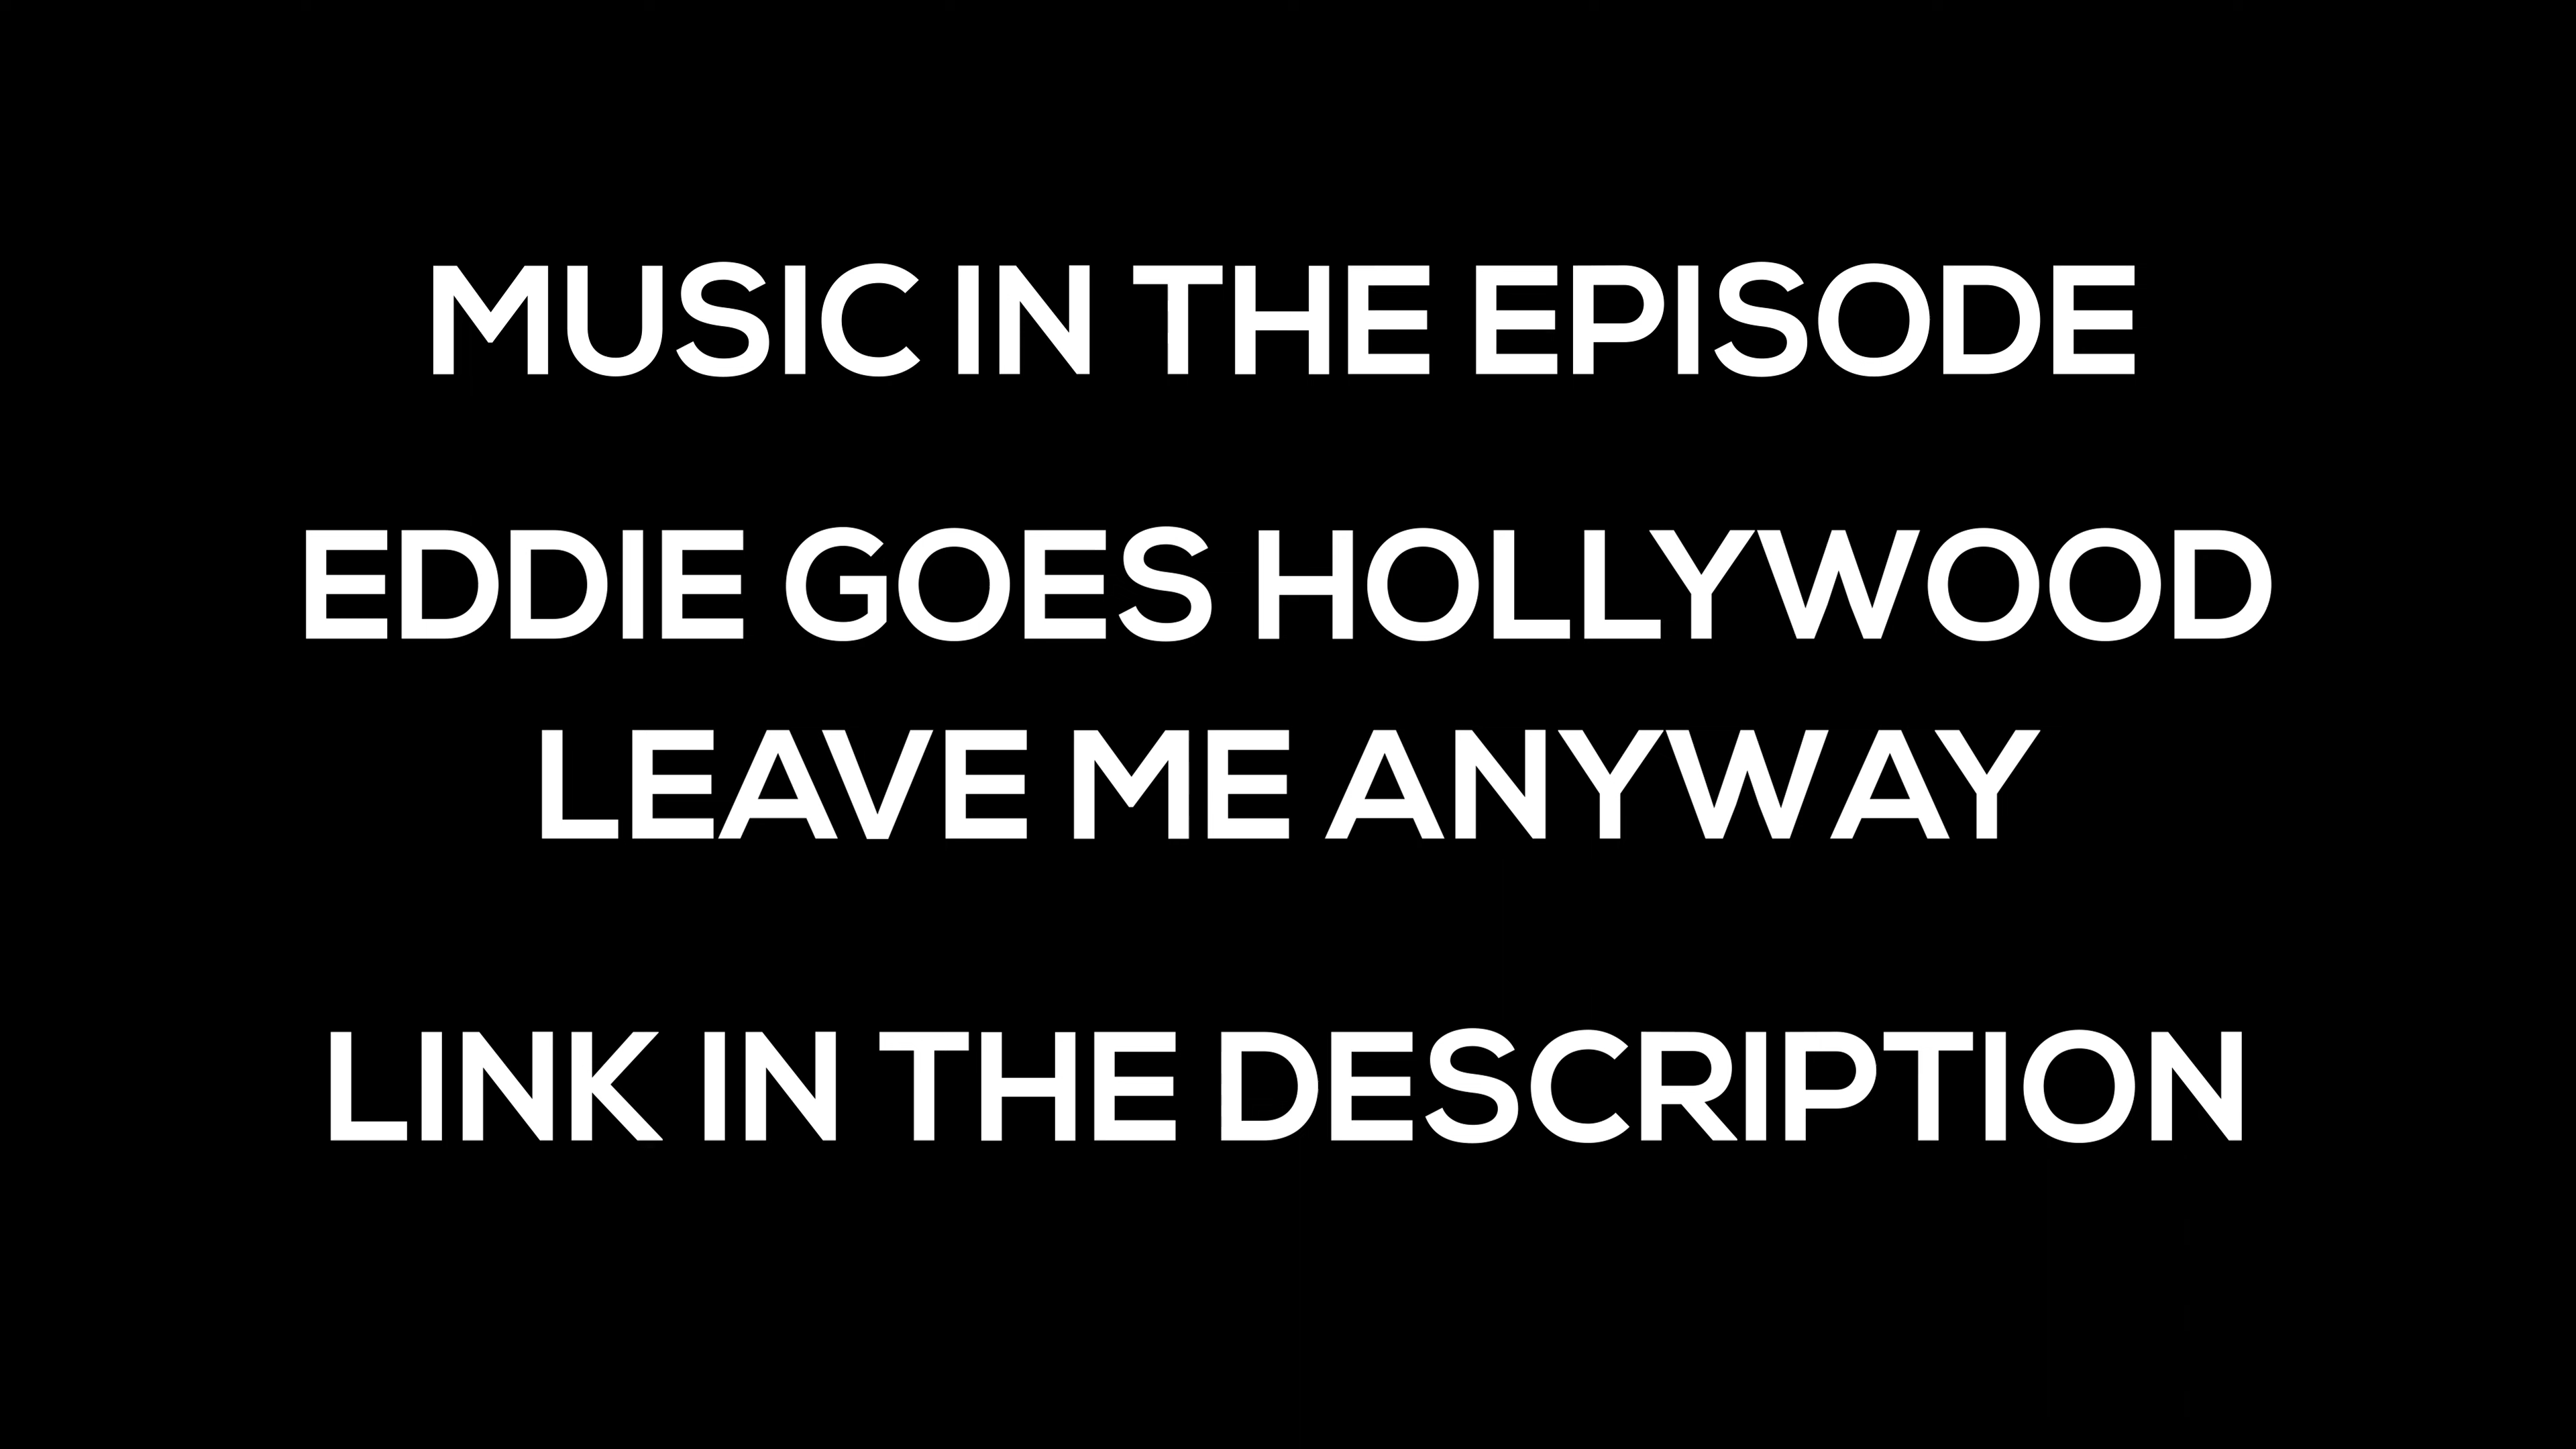 MUSIC IN THE EPISODE
EDDIE GOES HOLLYWOOD
LEAVE ME ANYWAY
LINK IN THE DESCRIPTION